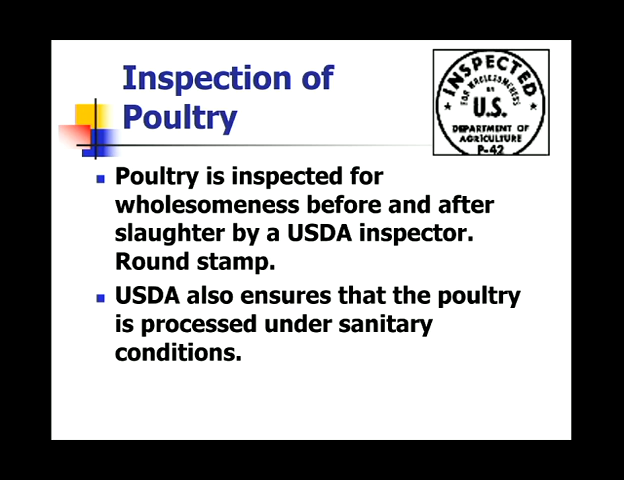 Inspection of
Poultry
INSPECTED
FOR WHOLESOMENESS
BY
U.S.
DEPARTMENT OF
AGRICULTURE
P-42
Poultry is inspected for
wholesomeness before and after
slaughter by a USDA inspector.
Round stamp.
USDA also ensures that the poultry
is processed under sanitary
conditions.